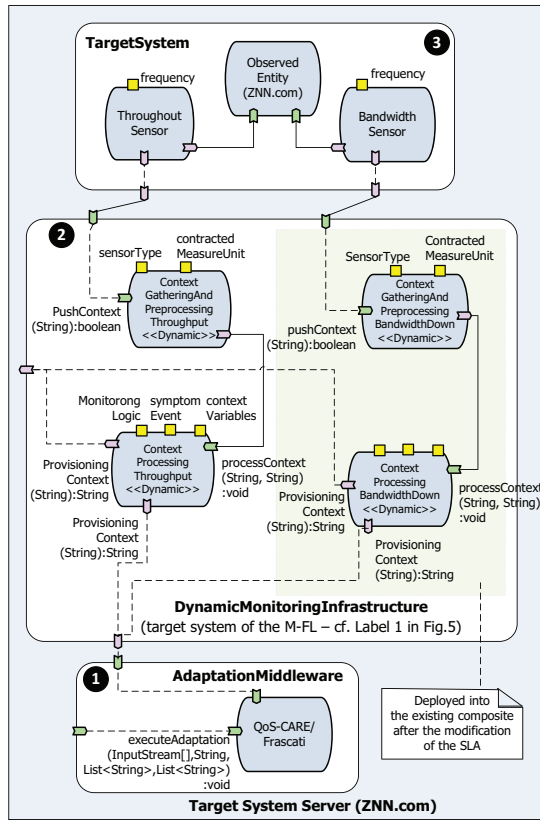 TargetSystem
3
frequency
Observed
Entity
(ZNN.com)
frequency
Throughout
Sensor
Bandwidth
Sensor
2
sensorType
contracted
MeasureUnit
SensorType
Contracted
MeasureUnit
Context
GatheringAnd
Preprocessing
Throughput
<<Dynamic>>
Context
GatheringAnd
Preprocessing
BandwidthDown
<<Dynamic>>
PushContext
(String):boolean
pushContext
(String):boolean
Monitorong
Logic
symptom
Event
context
Variables
Context
Processing
Throughput
<<Dynamic>>
processContext
(String, String)
:void
Context
Processing
BandwidthDown
<<Dynamic>>
processContext
(String, String)
:void
Provisioning
Context
(String):String
Provisioning
Context
(String):String
Provisioning
Context
(String):String
Provisioning
Context
(String):String
DynamicMonitoringInfrastructure
(target system of the M-FL – cf. Label 1 in Fig.5)
1
AdaptationMiddleware
QoS-CARE/
Frascati
executeAdaptation
(InputStream[],String,
List<String>,List<String>)
:void
Deployed into
the existing composite
after the modification
of the SLA
Target System Server (ZNN.com)